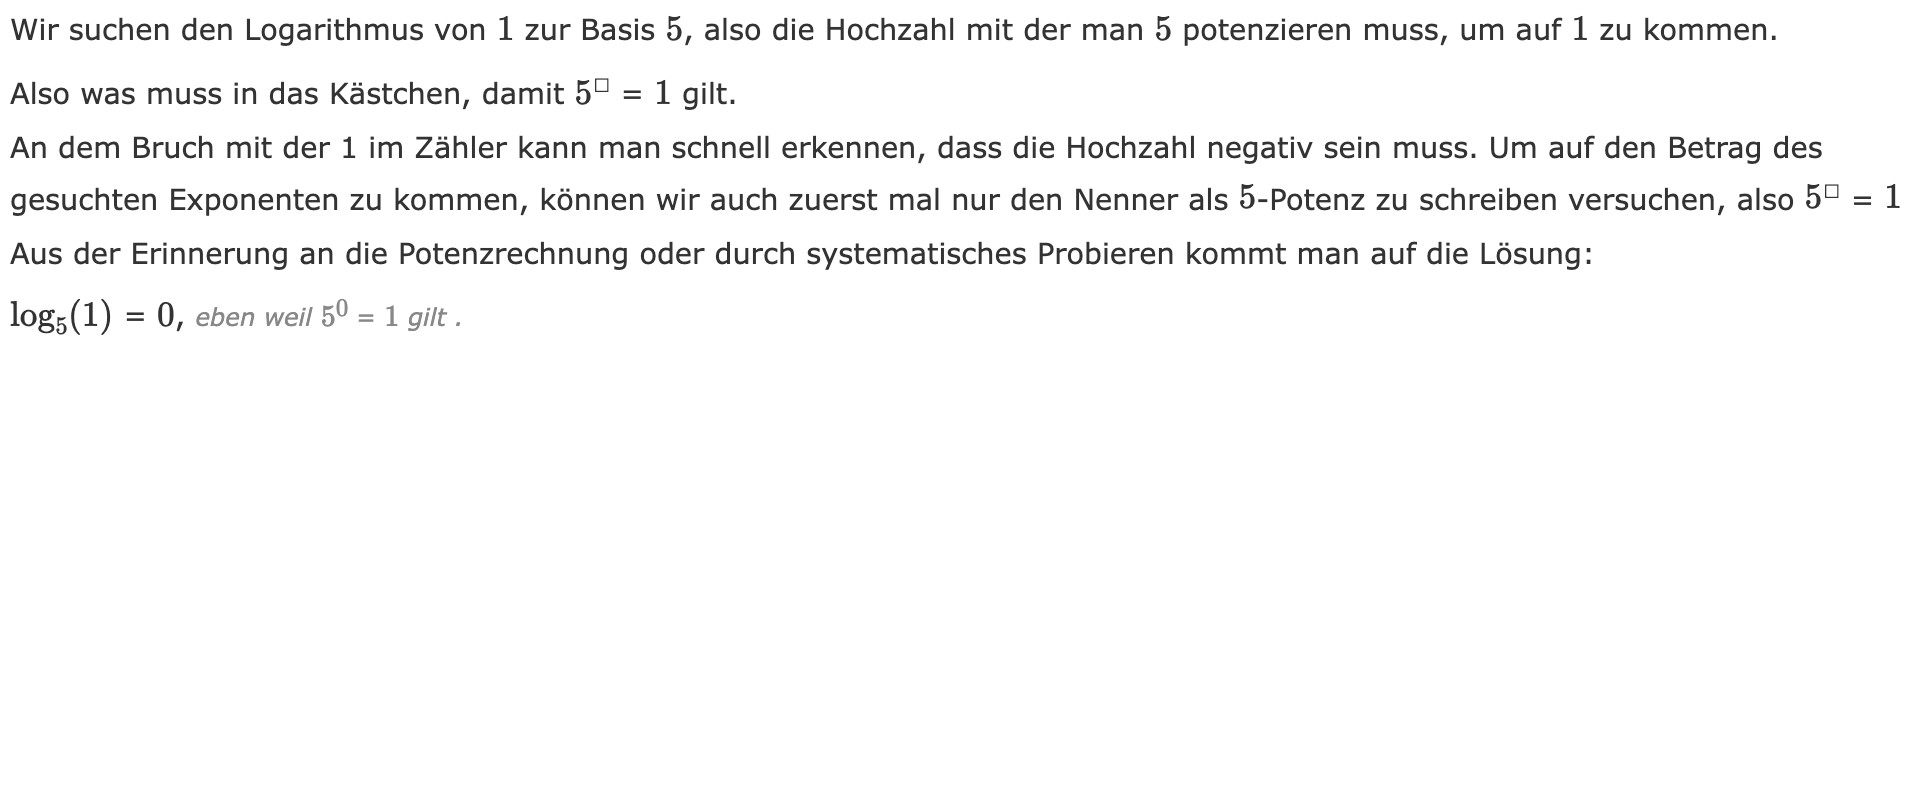 Wir suchen den Logarithmus von 1 zur Basis 5, also die Hochzahl mit der man 5 potenzieren muss, um auf 1 zu kommen.
Also was muss in das Kästchen, damit 5^□ = 1 gilt.
An dem Bruch mit der 1 im Zähler kann man schnell erkennen, dass die Hochzahl negativ sein muss. Um auf den Betrag des
gesuchten Exponenten zu kommen, können wir auch zuerst mal nur den Nenner als 5-Potenz zu schreiben versuchen, also 5^□ = 1
Aus der Erinnerung an die Potenzrechnung oder durch systematisches Probieren kommt man auf die Lösung:
log₅(1) = 0, eben weil 5⁰ = 1 gilt .